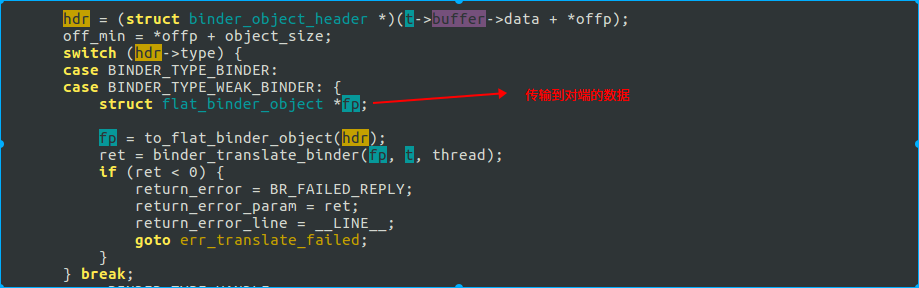 hdr = (struct binder_object_header *)(t->buffer->data + *offp);
off_min = *offp + object_size;
switch (hdr->type) {
case BINDER_TYPE_BINDER:
case BINDER_TYPE_WEAK_BINDER: {
struct flat_binder_object *fp; 传输到对端的数据
fp = to_flat_binder_object(hdr);
ret = binder_translate_binder(fp, t, thread);
if (ret < 0) {
return_error = BR_FAILED_REPLY;
return_error_param = ret;
return_error_line = __LINE__;
goto err_translate_failed;
}
} break;